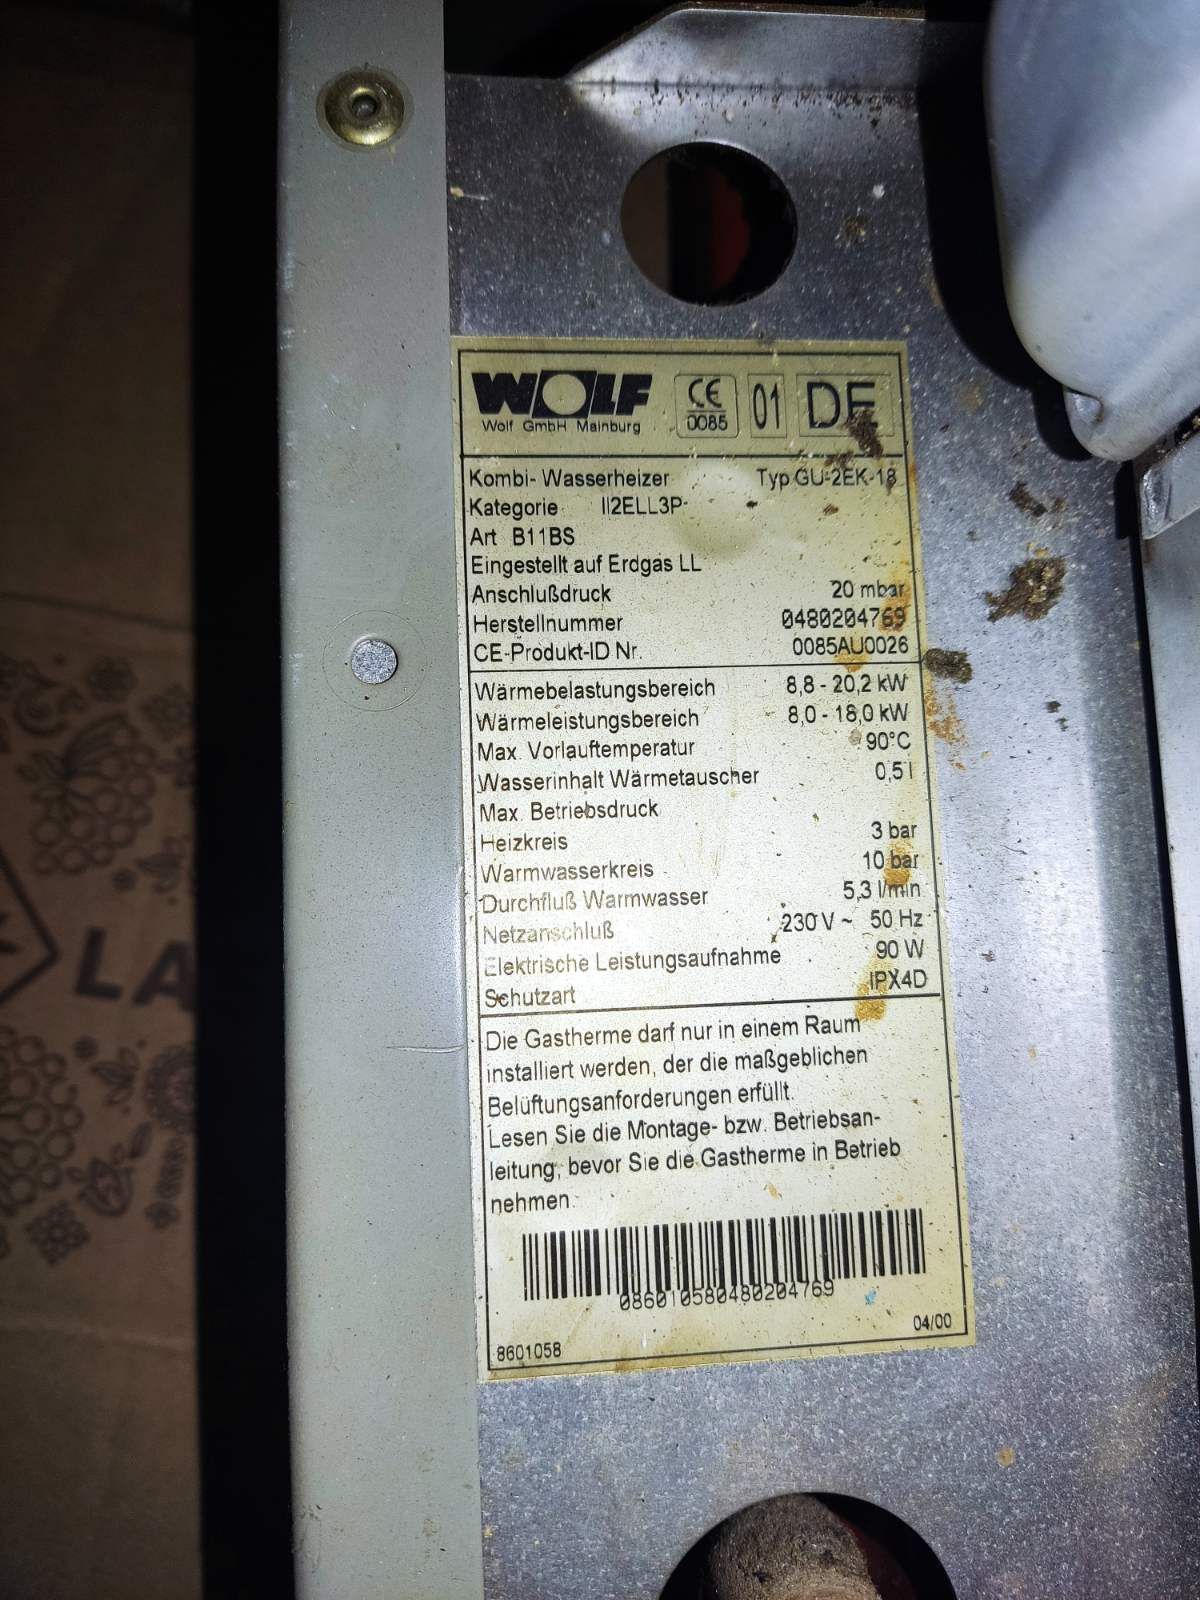 WOLF
Wolf GmbH Mainburg
CE
0085
01
DE
Kombi-Wasserheizer Typ GU-2EK-18
Kategorie II2ELL3P
Art B11BS
Eingestellt auf Erdgas LL
Anschlußdruck 20 mbar
Herstellnummer 0480204769
CE-Produkt-ID Nr. 0085AU0026
Wärmebelastungsbereich 8,8 - 20,2 kW
Wärmeleistungsbereich 8,0 - 18,0 kW
Max. Vorlauftemperatur 90°C
Wasserinhalt Wärmetauscher 0,5 l
Max. Betriebsdruck
Heizkreis 3 bar
Warmwasserkreis 10 bar
Durchfluß Warmwasser 5,3 l/min
Netzanschluß 230 V ~ 50 Hz
Elektrische Leistungsaufnahme 90 W
Schutzart IPX4D
Die Gastherme darf nur in einem Raum
installiert werden, der die maßgeblichen
Belüftungsanforderungen erfüllt.
Lesen Sie die Montage- bzw. Betriebsan-
leitung, bevor Sie die Gastherme in Betrieb
nehmen.
086010580480204769
8601058 04/00
LA